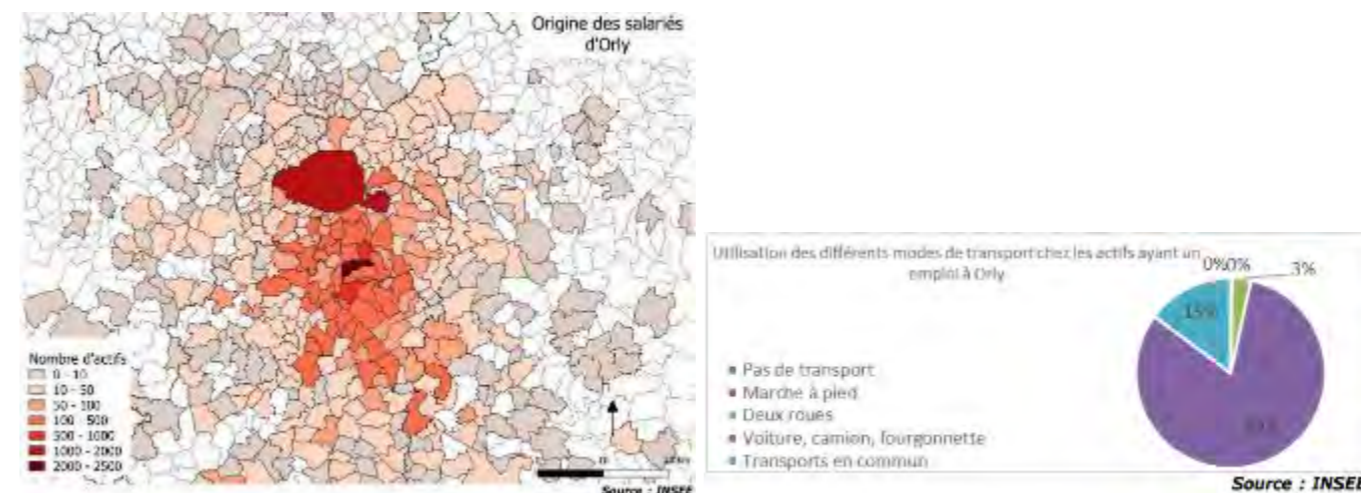 Origine des salariés
d'Orly
Nombre d'actifs
0 - 10
10 - 50
50 - 100
100 - 500
500 - 1000
1000 - 2000
2000 - 2500
Source : INSEE
Utilisation des différents modes de transport chez les actifs ayant un
emploi à Orly
0%0%
3%
15%
Pas de transport
Marche à pied
Deux roues
Voiture, camion, fourgonnette
Transports en commun
Source : INSEE